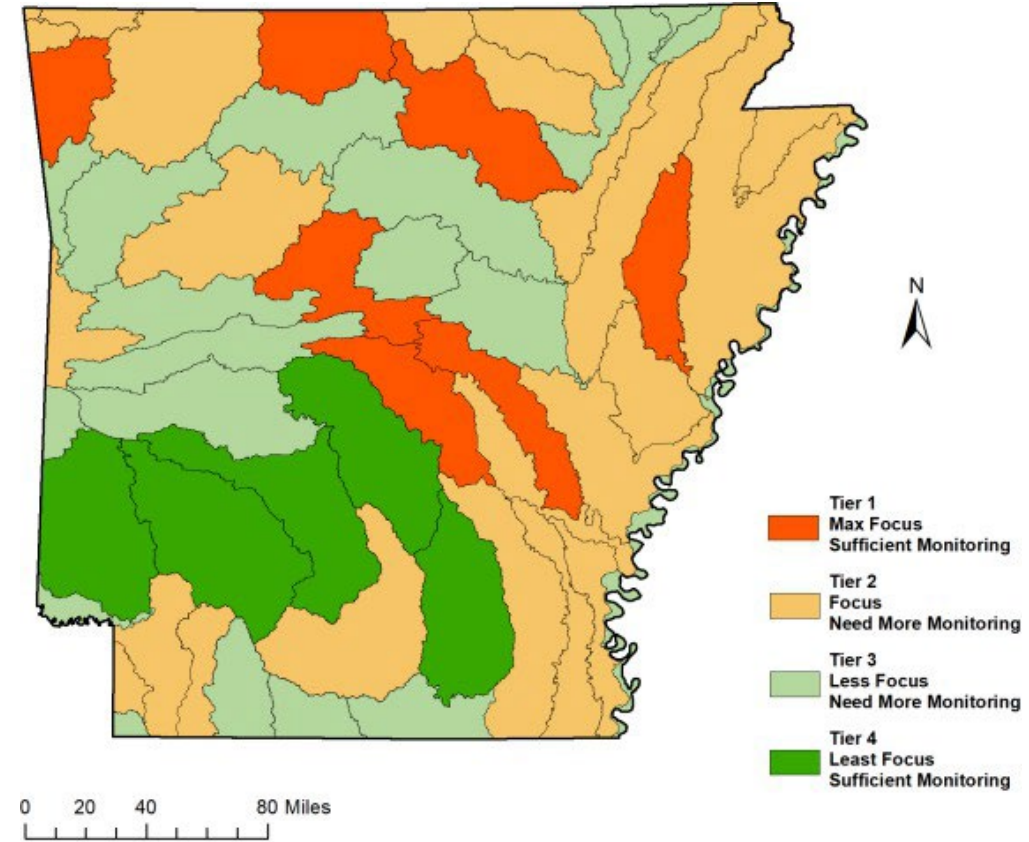 N
Tier 1
Max Focus
Sufficient Monitoring
Tier 2
Focus
Need More Monitoring
Tier 3
Less Focus
Need More Monitoring
Tier 4
Least Focus
Sufficient Monitoring
0 20 40 80 Miles